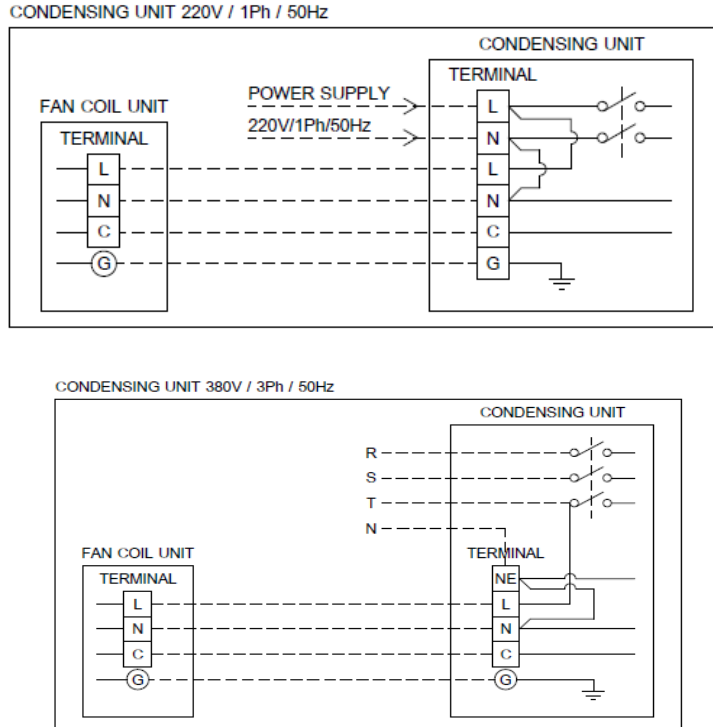 CONDENSING UNIT 220V / 1Ph / 50Hz
CONDENSING UNIT
TERMINAL
POWER SUPPLY
220V/1Ph/50Hz
L
N
L
N
C
G
FAN COIL UNIT
TERMINAL
L
N
C
G
CONDENSING UNIT 380V / 3Ph / 50Hz
CONDENSING UNIT
R
S
T
N
FAN COIL UNIT
TERMINAL
L
N
C
G
TERMINAL
NE
L
N
C
G